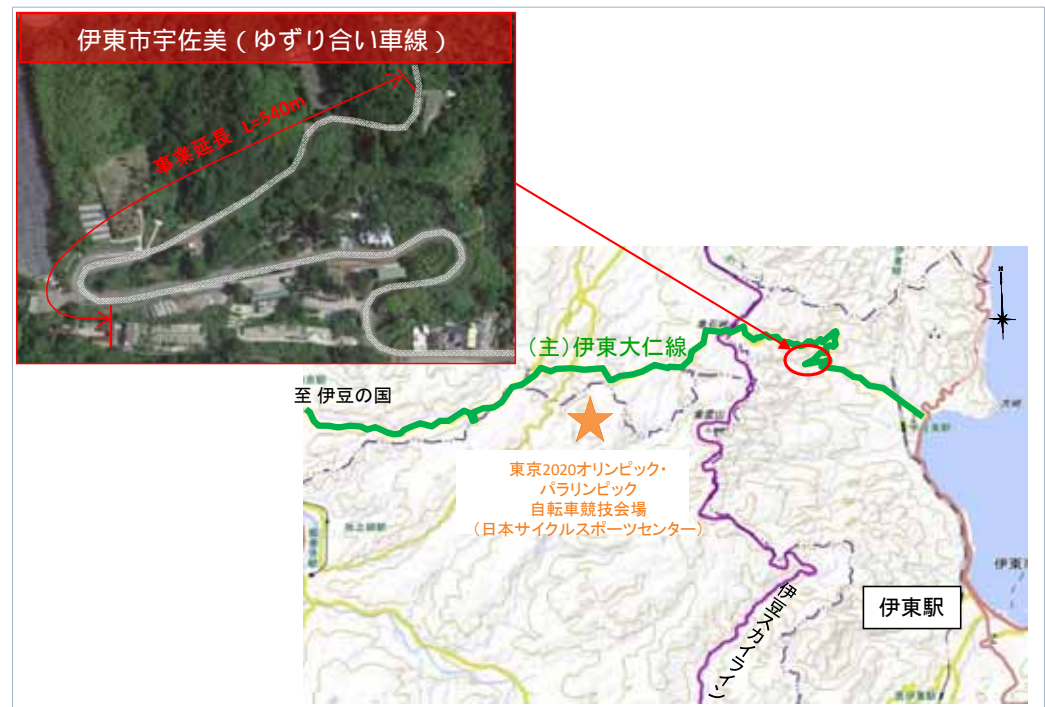 伊東市宇佐美（ゆずり合い車線）
事業延長 L=540m
（主）伊東大仁線
至 伊豆の国
東京2020オリンピック・
パラリンピック
自転車競技会場
（日本サイクルスポーツセンター）
伊豆スカイライン
伊東駅
N
伊東